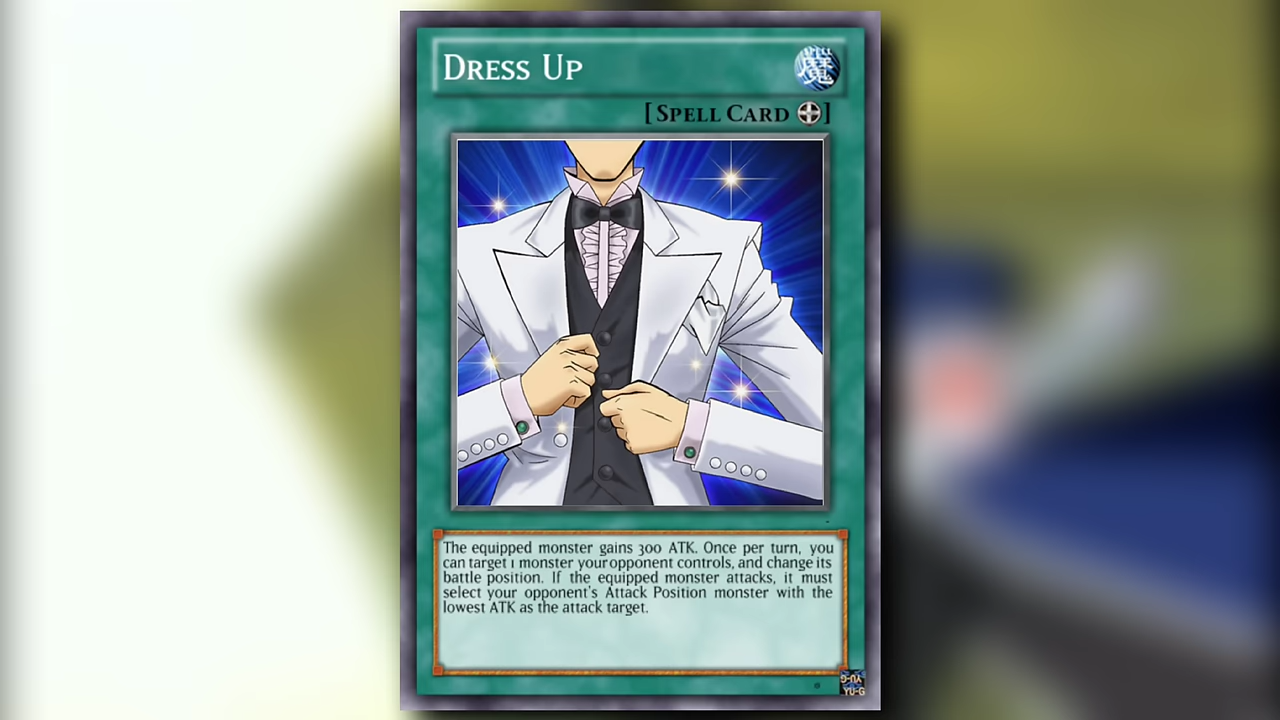 DRESS UP
[SPELL CARD]
The equipped monster gains 300 ATK. Once per turn, you
can target 1 monster your opponent controls, and change its
battle position. If the equipped monster attacks, it must
select your opponent's Attack Position monster with the
lowest ATK as the attack target.